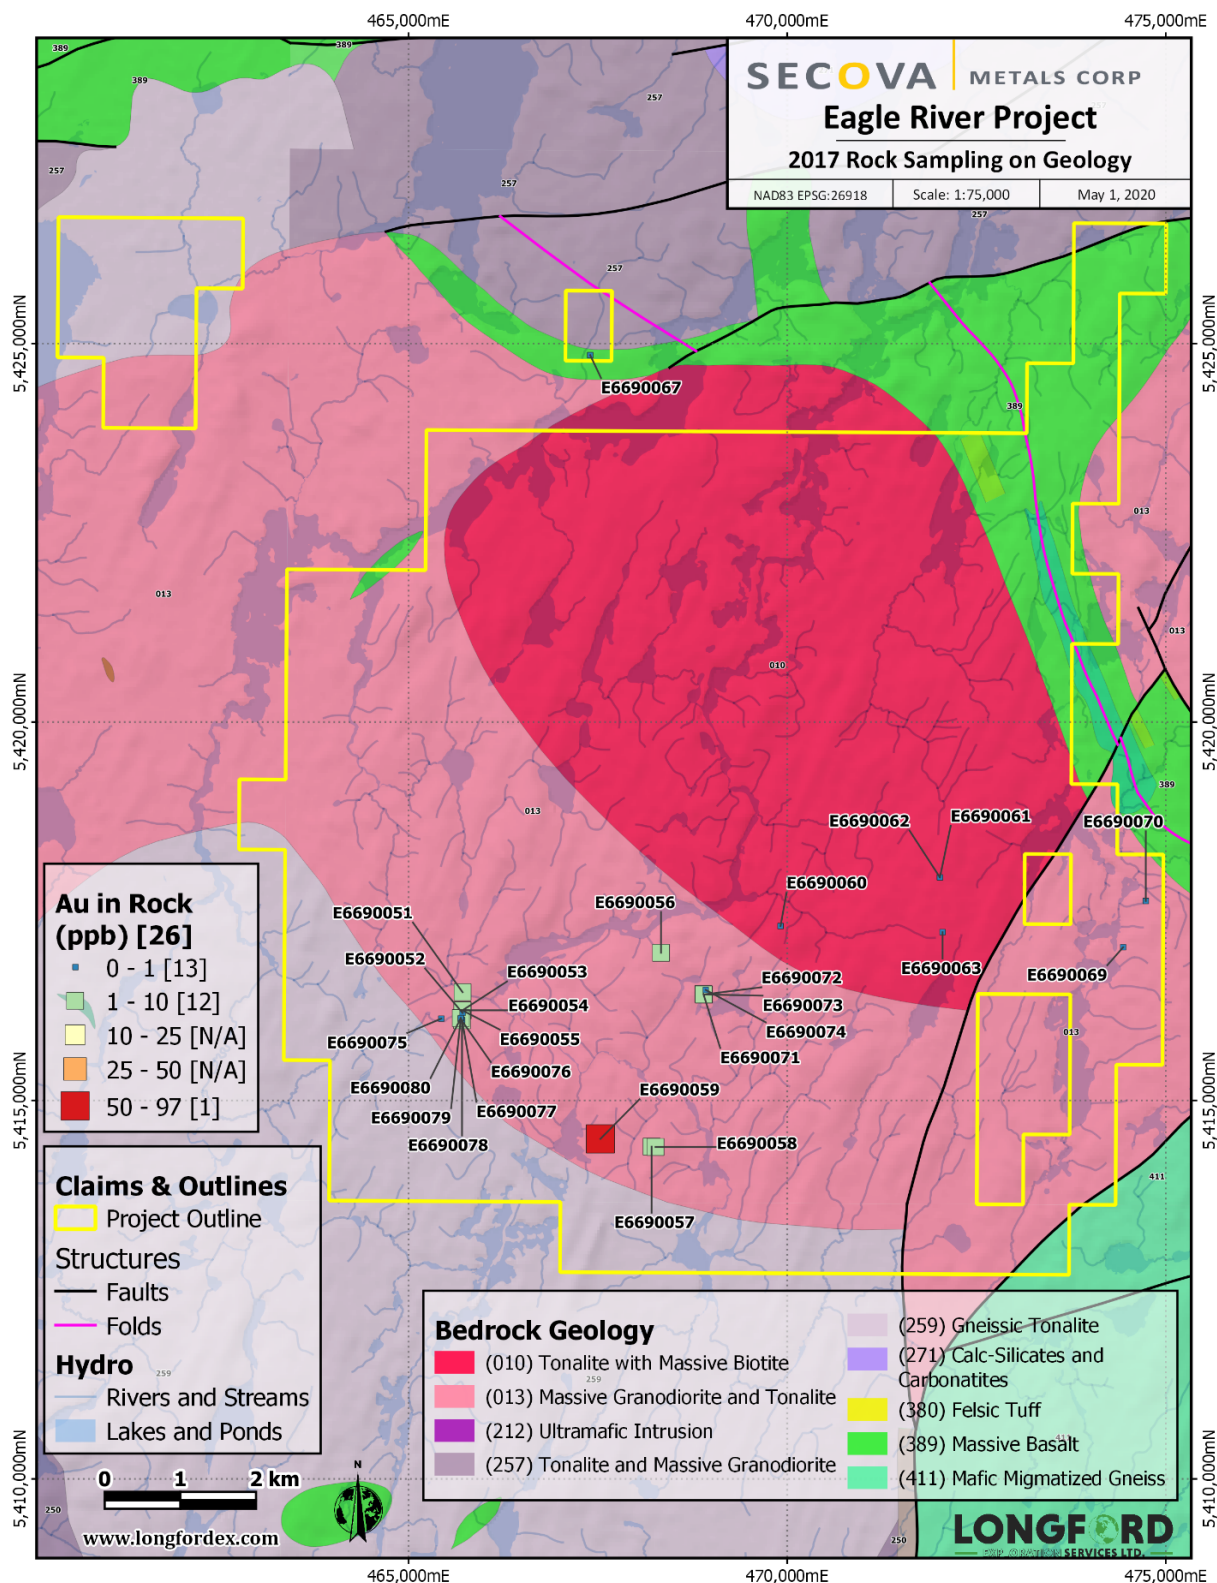 465,000mE
470,000mE
475,000mE
SECOVA METALS CORP
Eagle River Project
2017 Rock Sampling on Geology
NAD83 EPSG:26918
Scale: 1:75,000
May 1, 2020
389
389
389
257
257
257
257
257
257
5,425,000mN
5,425,000mN
E6690067
389
013
013
013
010
5,420,000mN
5,420,000mN
389
013
E6690062
E6690061
E6690070
E6690060
E6690056
E6690051
E6690052
E6690053
E6690063
E6690069
E6690072
E6690054
E6690073
E6690075
E6690055
E6690074
E6690071
E6690076
E6690080
E6690059
E6690079
E6690077
E6690078
E6690058
E6690057
013
411
5,415,000mN
5,415,000mN
Au in Rock
(ppb) [26]
0 - 1 [13]
1 - 10 [12]
10 - 25 [N/A]
25 - 50 [N/A]
50 - 97 [1]
Claims & Outlines
Project Outline
Structures
Faults
Folds
Hydro
Rivers and Streams
Lakes and Ponds
259
259
411
Bedrock Geology
(010) Tonalite with Massive Biotite
(013) Massive Granodiorite and Tonalite
(212) Ultramafic Intrusion
(257) Tonalite and Massive Granodiorite
(259) Gneissic Tonalite
(271) Calc-Silicates and
Carbonatites
(380) Felsic Tuff
(389) Massive Basalt
(411) Mafic Migmatized Gneiss
0 1 2 km
N
250
250
www.longfordex.com
LONGFORD
EXPLORATION SERVICES LTD.
5,410,000mN
5,410,000mN
465,000mE
470,000mE
475,000mE